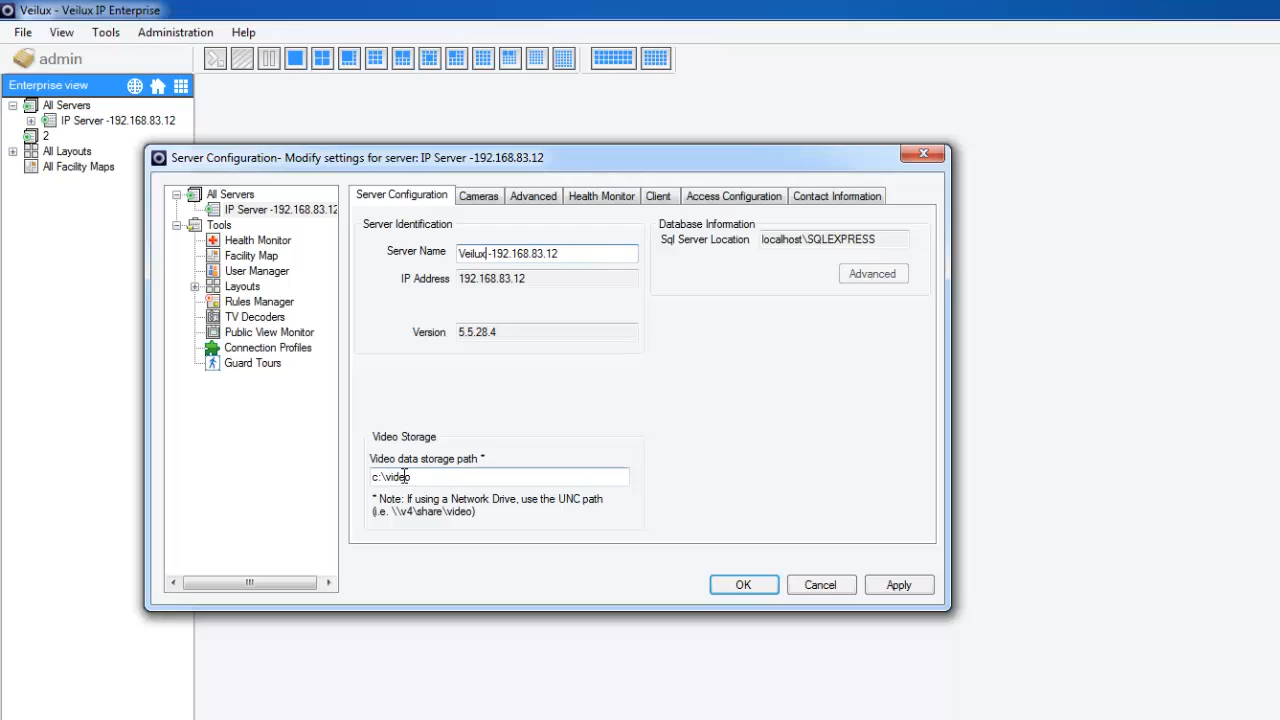 Veilux - Veilux IP Enterprise
File View Tools Administration Help
admin
Enterprise view
All Servers
IP Server -192.168.83.12
2
All Layouts
All Facility Maps
Server Configuration- Modify settings for server: IP Server -192.168.83.12
All Servers
IP Server -192.168.83.12
Tools
Health Monitor
Facility Map
User Manager
Layouts
Rules Manager
TV Decoders
Public View Monitor
Connection Profiles
Guard Tours
Server Configuration Cameras Advanced Health Monitor Client Access Configuration Contact Information
Server Identification
Server Name Veilux-192.168.83.12
IP Address 192.168.83.12
Version 5.5.28.4
Database Information
Sql Server Location localhost\SQLEXPRESS
Advanced
Video Storage
Video data storage path *
c:\video
* Note: If using a Network Drive, use the UNC path
(i.e. \\v4\share\video)
OK Cancel Apply